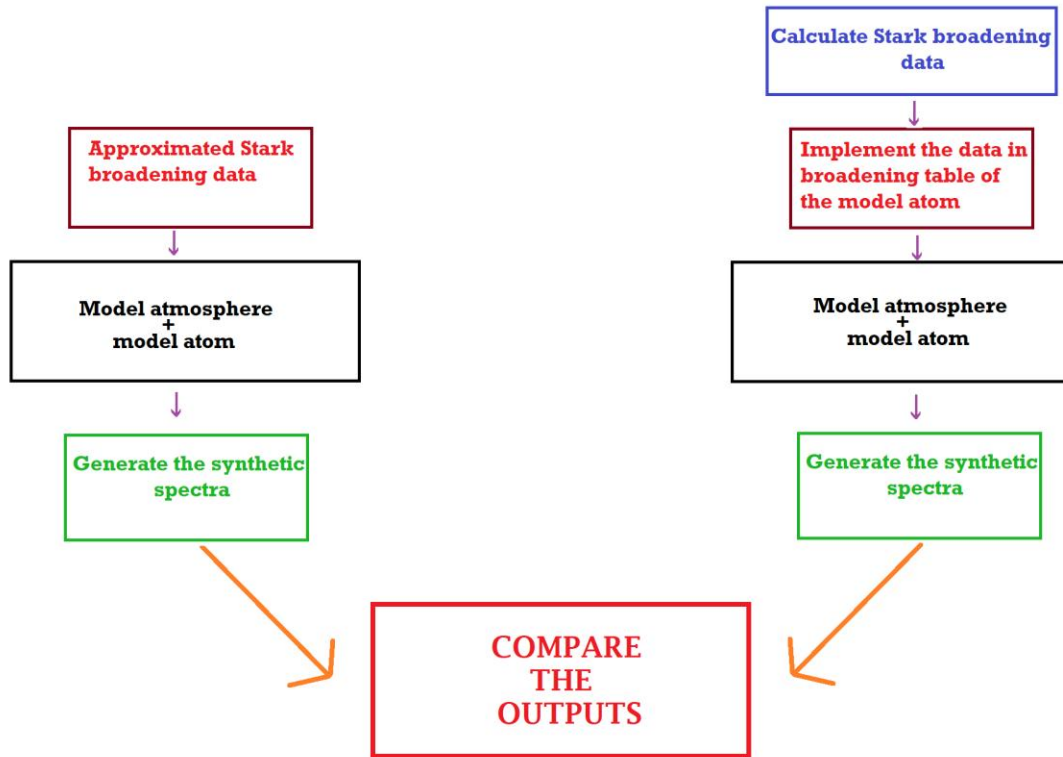 Approximated Stark
broadening data
Model atmosphere
+
model atom
Generate the synthetic
spectra
Calculate Stark broadening
data
Implement the data in
broadening table of
the model atom
Model atmosphere
+
model atom
Generate the synthetic
spectra
COMPARE
THE
OUTPUTS